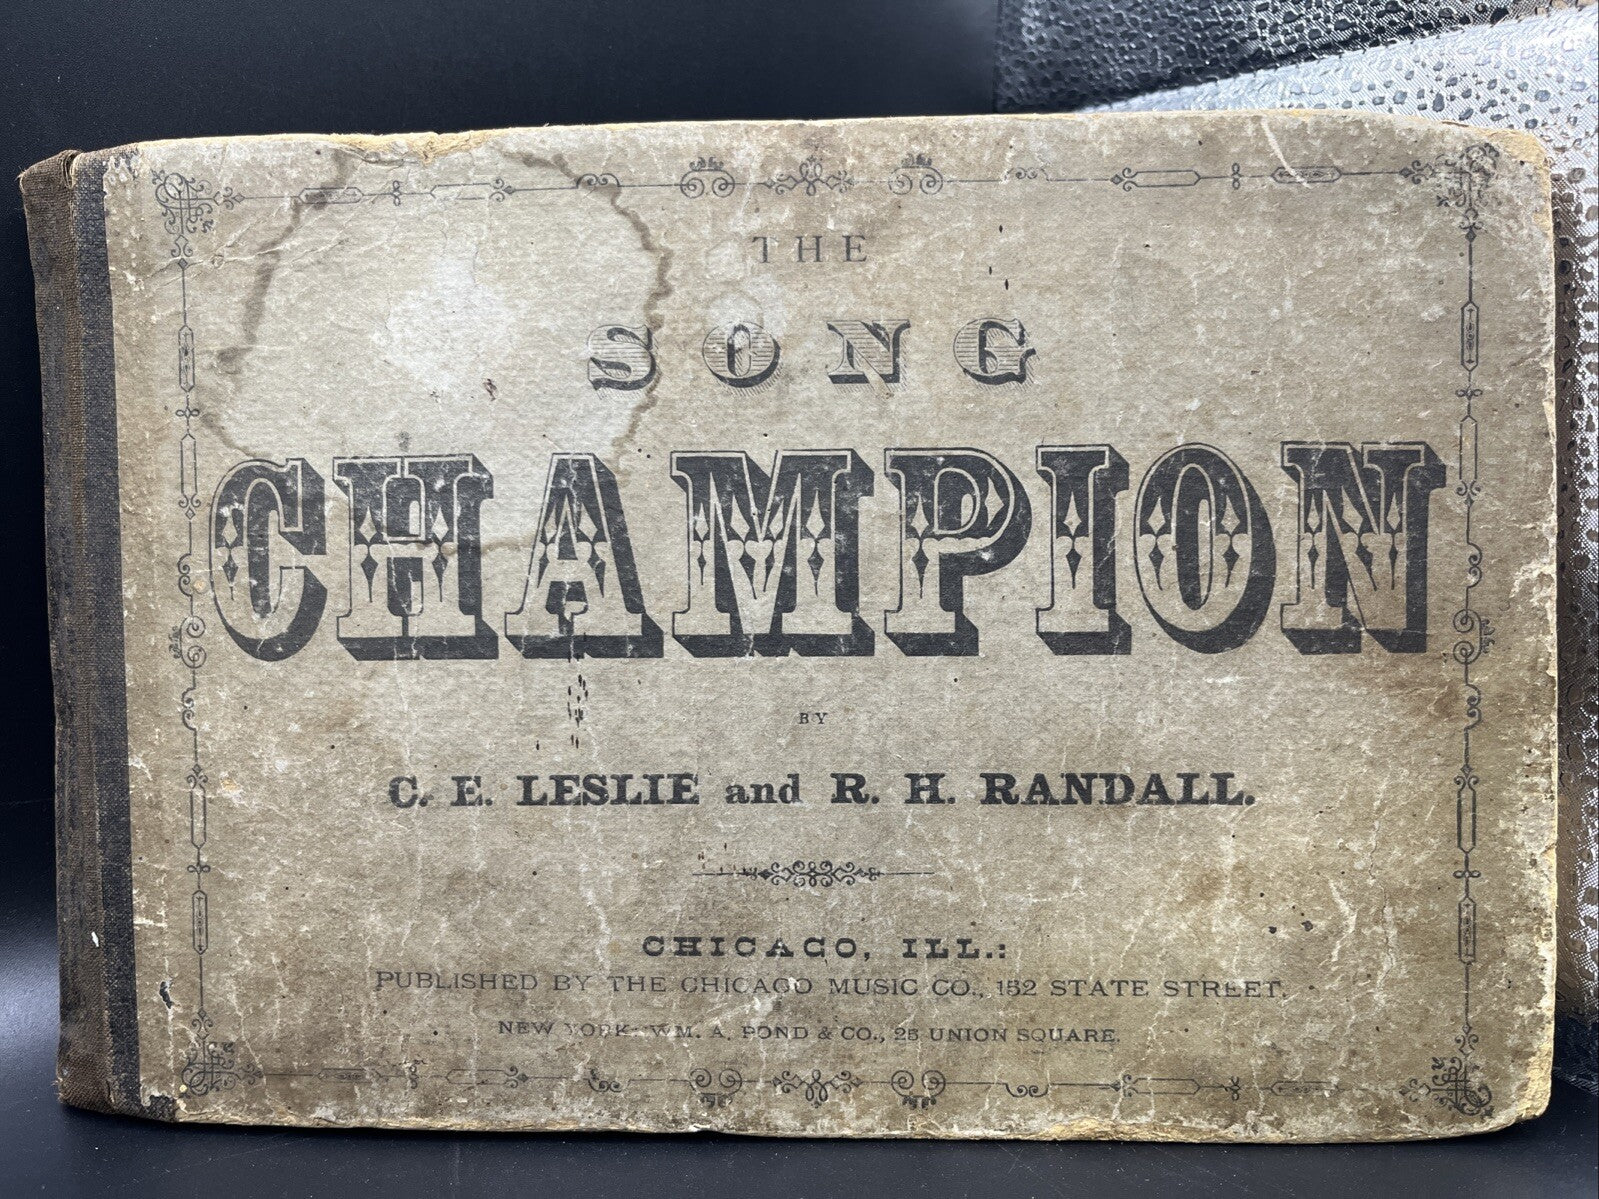 THE
SONG
CHAMPION
BY
C. E. LESLIE and R. H. RANDALL.
CHICAGO, ILL.:
PUBLISHED BY THE CHICAGO MUSIC CO., 152 STATE STREET.
NEW YORK: WM. A. POND & CO., 25 UNION SQUARE.